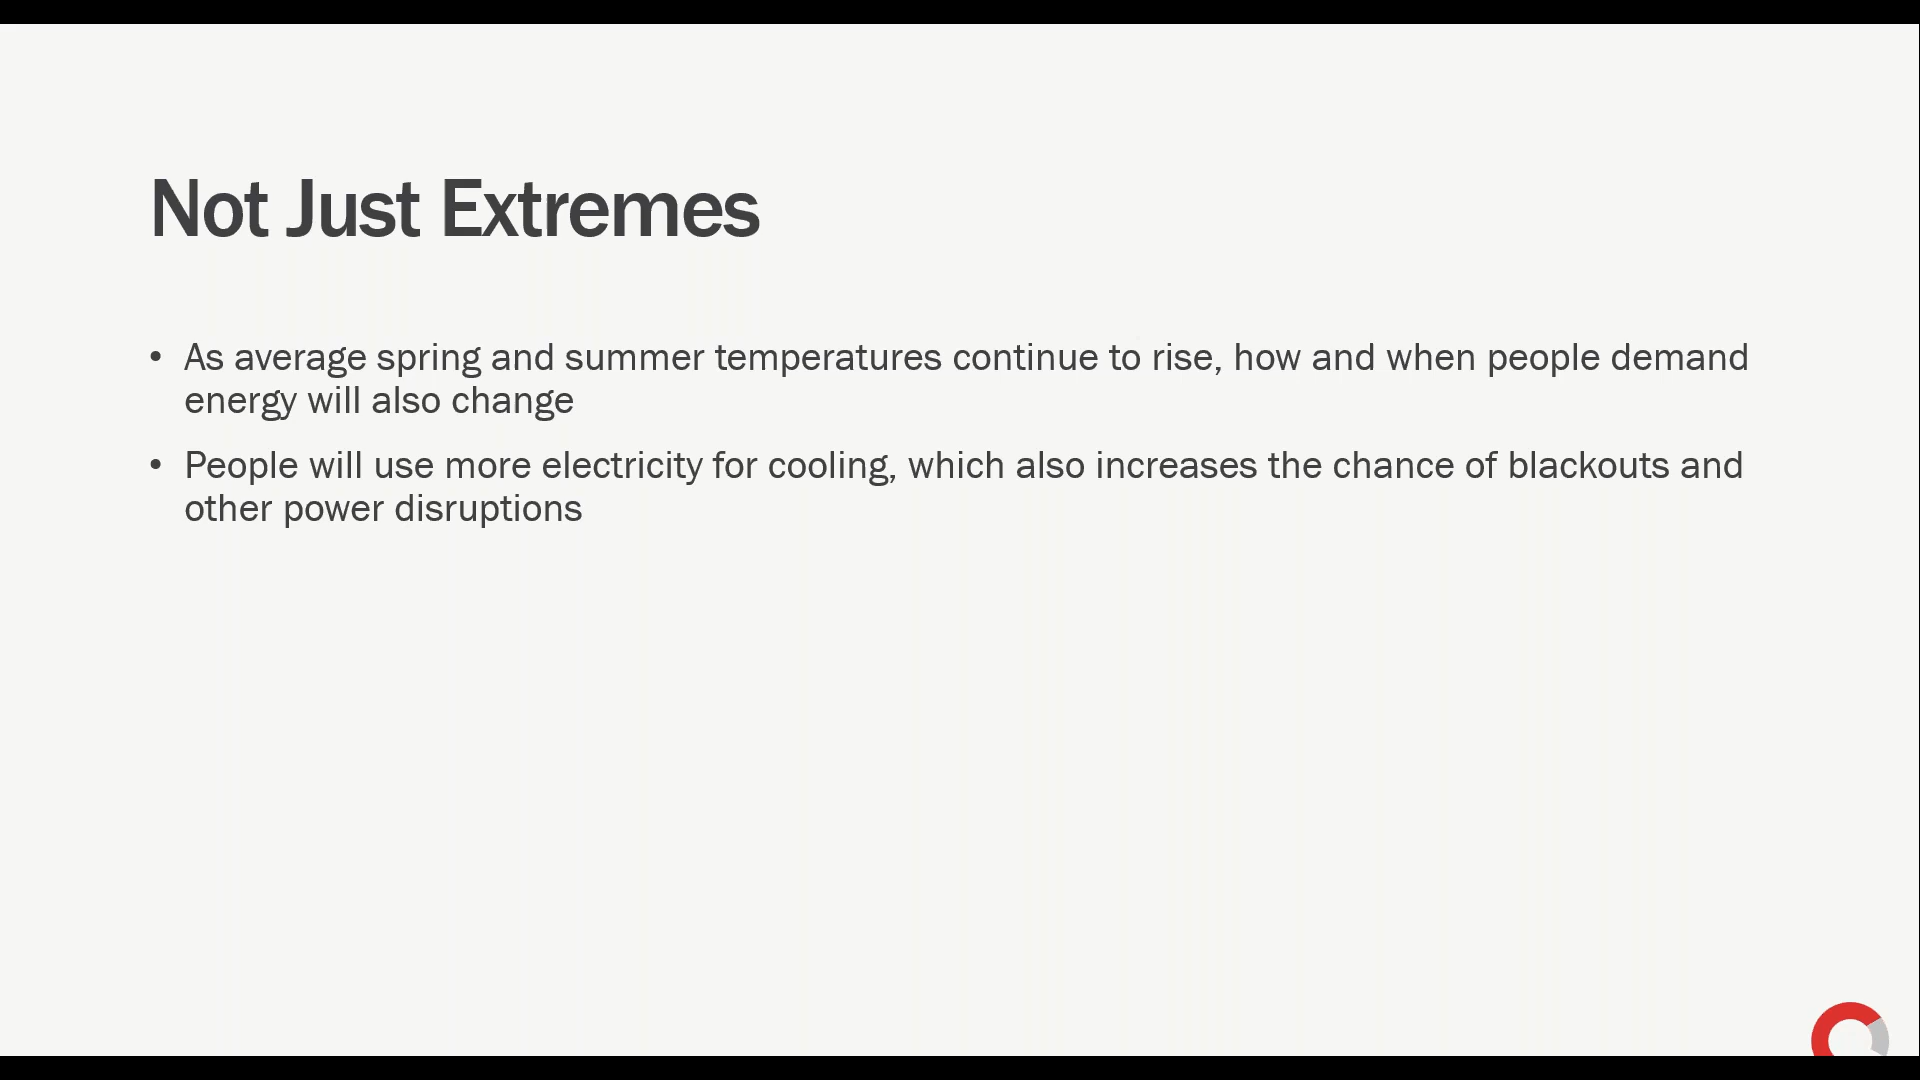 Not Just Extremes
• As average spring and summer temperatures continue to rise, how and when people demand
energy will also change
• People will use more electricity for cooling, which also increases the chance of blackouts and
other power disruptions